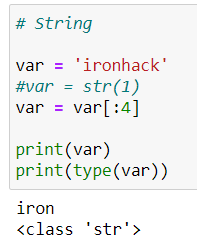 # String
var = 'ironhack'
#var = str(1)
var = var[:4]
print(var)
print(type(var))
iron
<class 'str'>